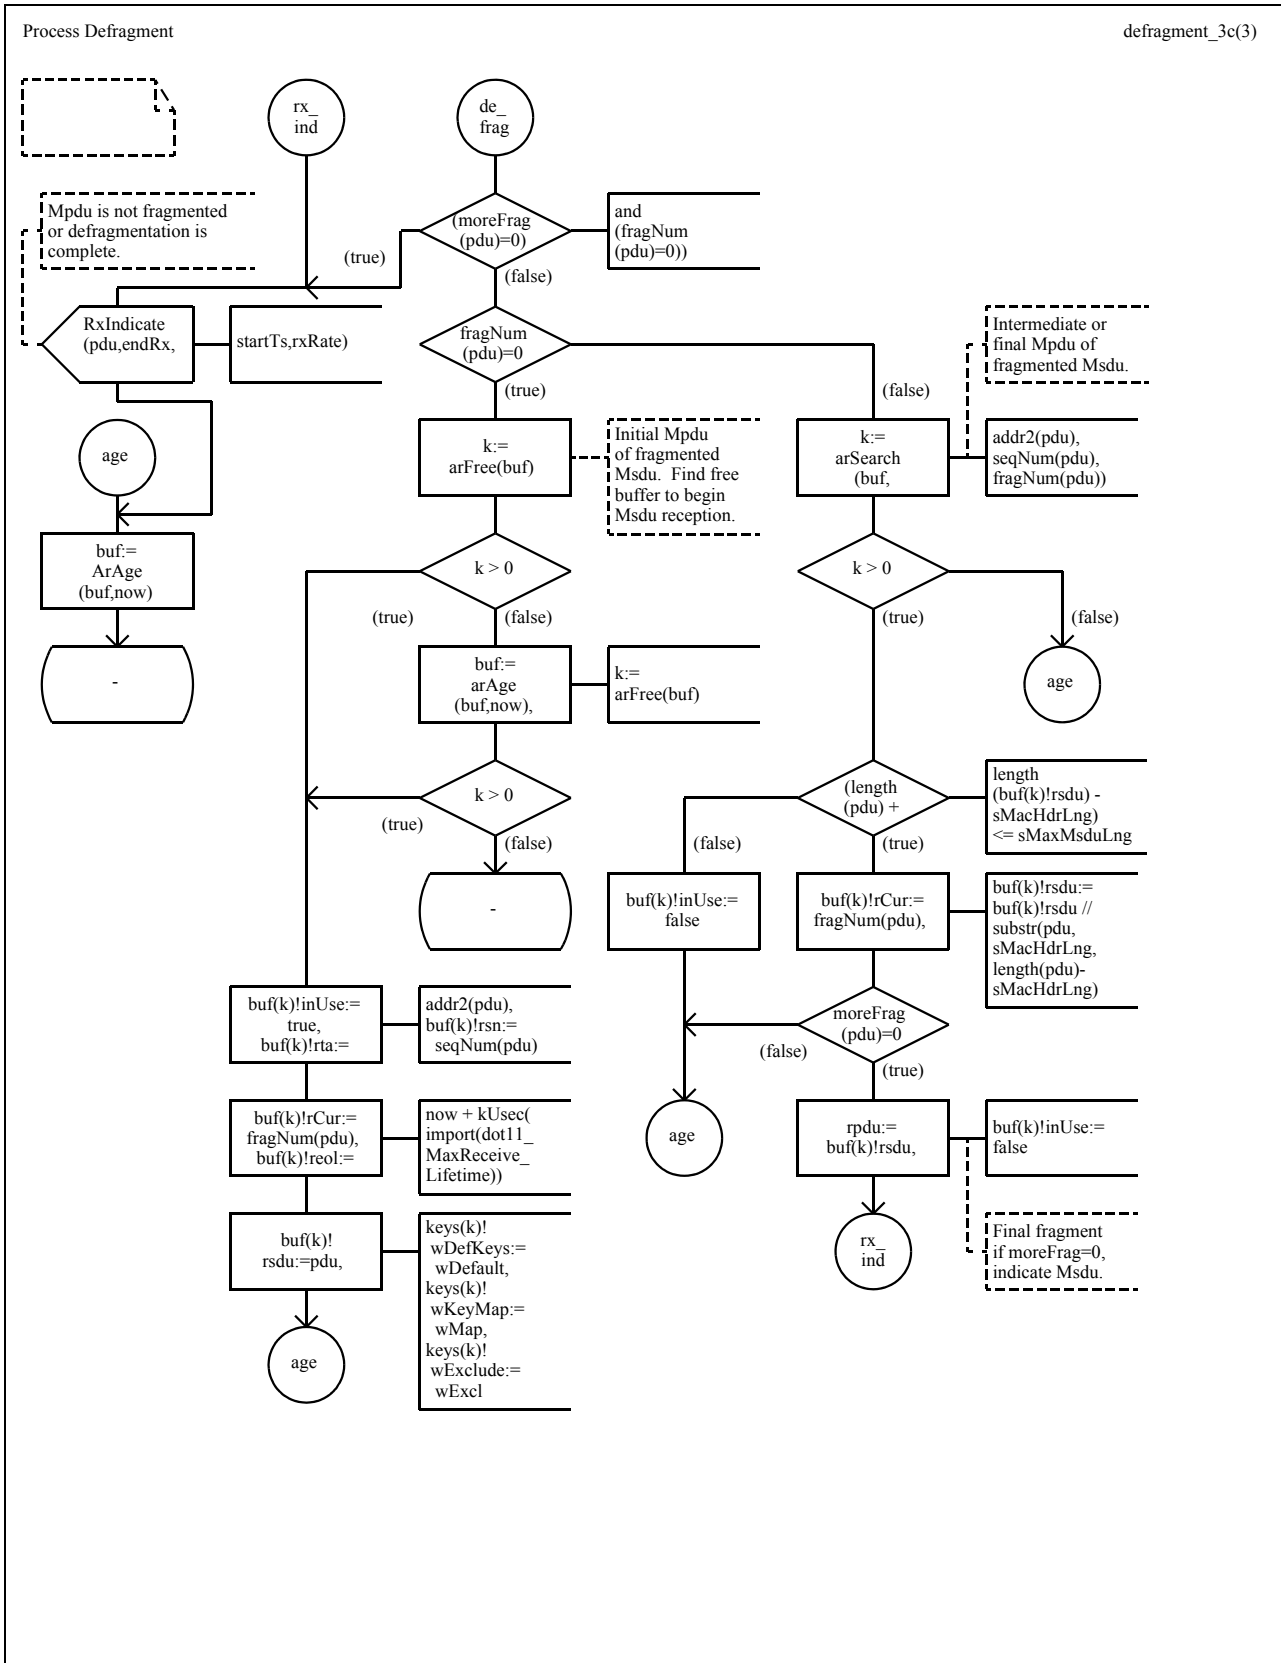 Process Defragment
defragment_3c(3)
rx_
ind
de_
frag
Mpdu is not fragmented
or defragmentation is
complete.
(moreFrag
(pdu)=0)
and
(fragNum
(pdu)=0))
(true)
(false)
RxIndicate
(pdu,endRx,
startTs,rxRate)
fragNum
(pdu)=0
Intermediate or
final Mpdu of
fragmented Msdu.
(true)
(false)
age
k:=
arFree(buf)
Initial Mpdu
of fragmented
Msdu. Find free
buffer to begin
Msdu reception.
k:=
arSearch
(buf,
addr2(pdu),
seqNum(pdu),
fragNum(pdu))
buf:=
ArAge
(buf,now)
k > 0
k > 0
(true)
(false)
(true)
(false)
-
buf:=
arAge
(buf,now),
k:=
arFree(buf)
age
k > 0
(true)
(false)
(length
(pdu) +
length
(buf(k)!rsdu) -
sMacHdrLng)
<= sMaxMsduLng
(false)
(true)
-
buf(k)!inUse:=
false
buf(k)!rCur:=
fragNum(pdu),
buf(k)!rsdu:=
buf(k)!rsdu //
substr(pdu,
sMacHdrLng,
length(pdu)-
sMacHdrLng)
buf(k)!inUse:=
true,
buf(k)!rta:=
addr2(pdu),
buf(k)!rsn:=
seqNum(pdu)
moreFrag
(pdu)=0
(false)
(true)
buf(k)!rCur:=
fragNum(pdu),
buf(k)!reol:=
now + kUsec(
import(dot11_
MaxReceive_
Lifetime))
age
rpdu:=
buf(k)!rsdu,
buf(k)!inUse:=
false
buf(k)!
rsdu:=pdu,
keys(k)!
wDefKeys:=
wDefault,
keys(k)!
wKeyMap:=
wMap,
keys(k)!
wExclude:=
wExcl
rx_
ind
Final fragment
if moreFrag=0,
indicate Msdu.
age